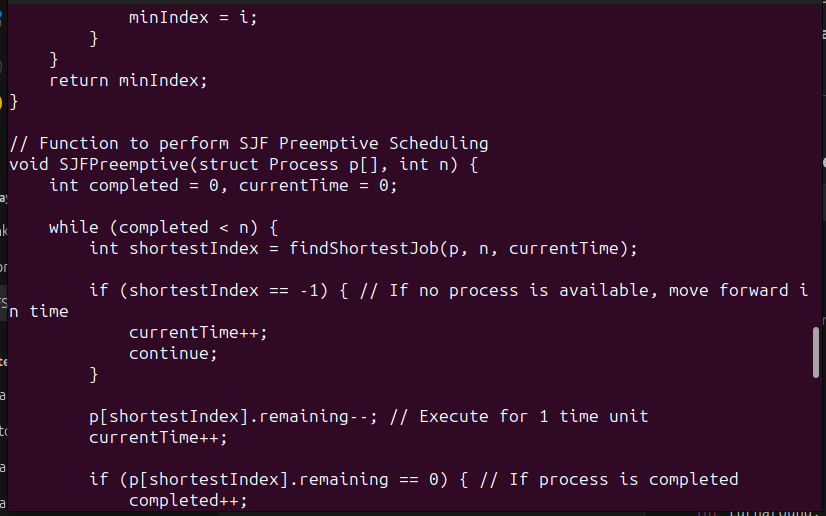 minIndex = i;
        }
    }
    return minIndex;
}

// Function to perform SJF Preemptive Scheduling
void SJFPreemptive(struct Process p[], int n) {
    int completed = 0, currentTime = 0;

    while (completed < n) {
        int shortestIndex = findShortestJob(p, n, currentTime);

        if (shortestIndex == -1) { // If no process is available, move forward i
n time
            currentTime++;
            continue;
        }

        p[shortestIndex].remaining--; // Execute for 1 time unit
        currentTime++;

        if (p[shortestIndex].remaining == 0) { // If process is completed
            completed++;